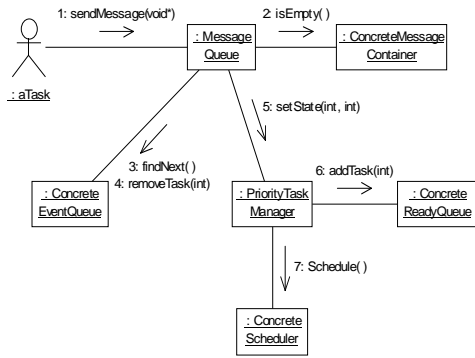 1: sendMessage(void*)
2: isEmpty( )
: Message
Queue
: ConcreteMessage
Container
: aTask
5: setState(int, int)
3: findNext( )
4: removeTask(int)
6: addTask(int)
: Concrete
EventQueue
: PriorityTask
Manager
: Concrete
ReadyQueue
7: Schedule( )
: Concrete
Scheduler